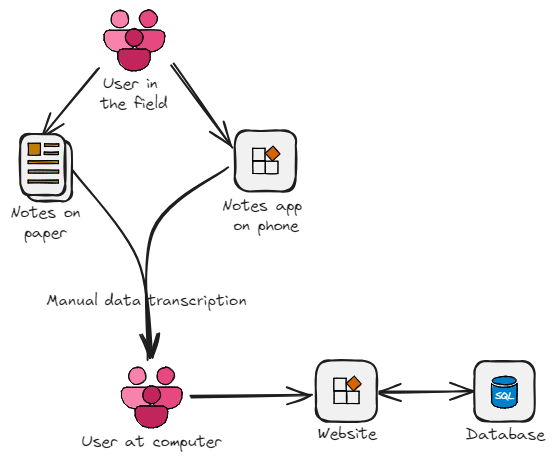 User in
the field
Notes on
paper
Notes app
on phone
Manual data transcription
User at computer
Website
SQL
Database